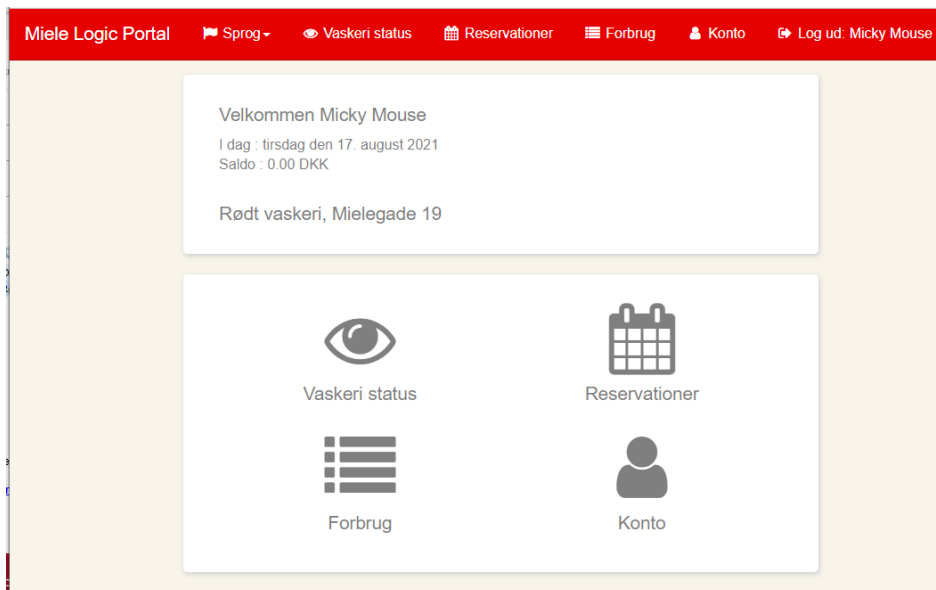 Miele Logic Portal Sprog Vaskeri status Reservationer Forbrug Konto Log ud: Micky Mouse
Velkommen Micky Mouse
I dag : tirsdag den 17. august 2021
Saldo : 0.00 DKK
Rødt vaskeri, Mielegade 19
Vaskeri status Reservationer
Forbrug Konto